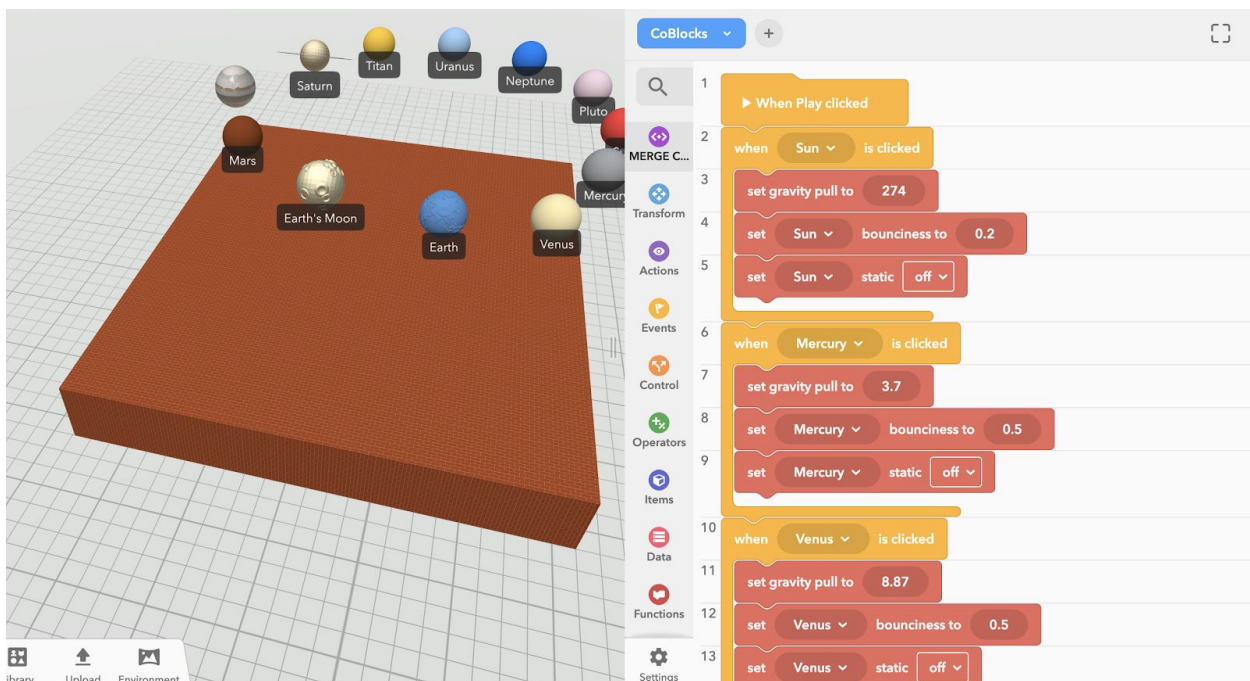 Saturn
Titan
Uranus
Neptune
Pluto
Mars
Earth's Moon
Earth
Venus
Mercury
Upload
Environment
CoBlocks
+
MERGE C...
Transform
Actions
Events
Control
Operators
Items
Data
Functions
Settings
1
When Play clicked
2
when Sun is clicked
3
set gravity pull to 274
4
set Sun bounciness to 0.2
5
set Sun static off
6
when Mercury is clicked
7
set gravity pull to 3.7
8
set Mercury bounciness to 0.5
9
set Mercury static off
10
when Venus is clicked
11
set gravity pull to 8.87
12
set Venus bounciness to 0.5
13
set Venus static off